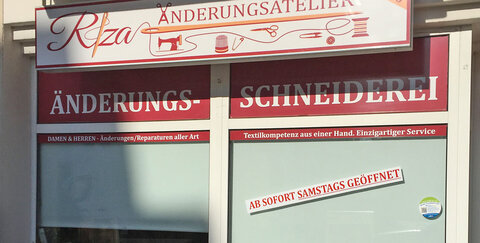 Riza ÄNDERUNGSATELIER
ÄNDERUNGS-SCHNEIDEREI
DAMEN & HERREN - Änderungen/Reparaturen aller Art
Textilkompetenz aus einer Hand. Einzigartiger Service
AB SOFORT SAMSTAGS GEÖFFNET